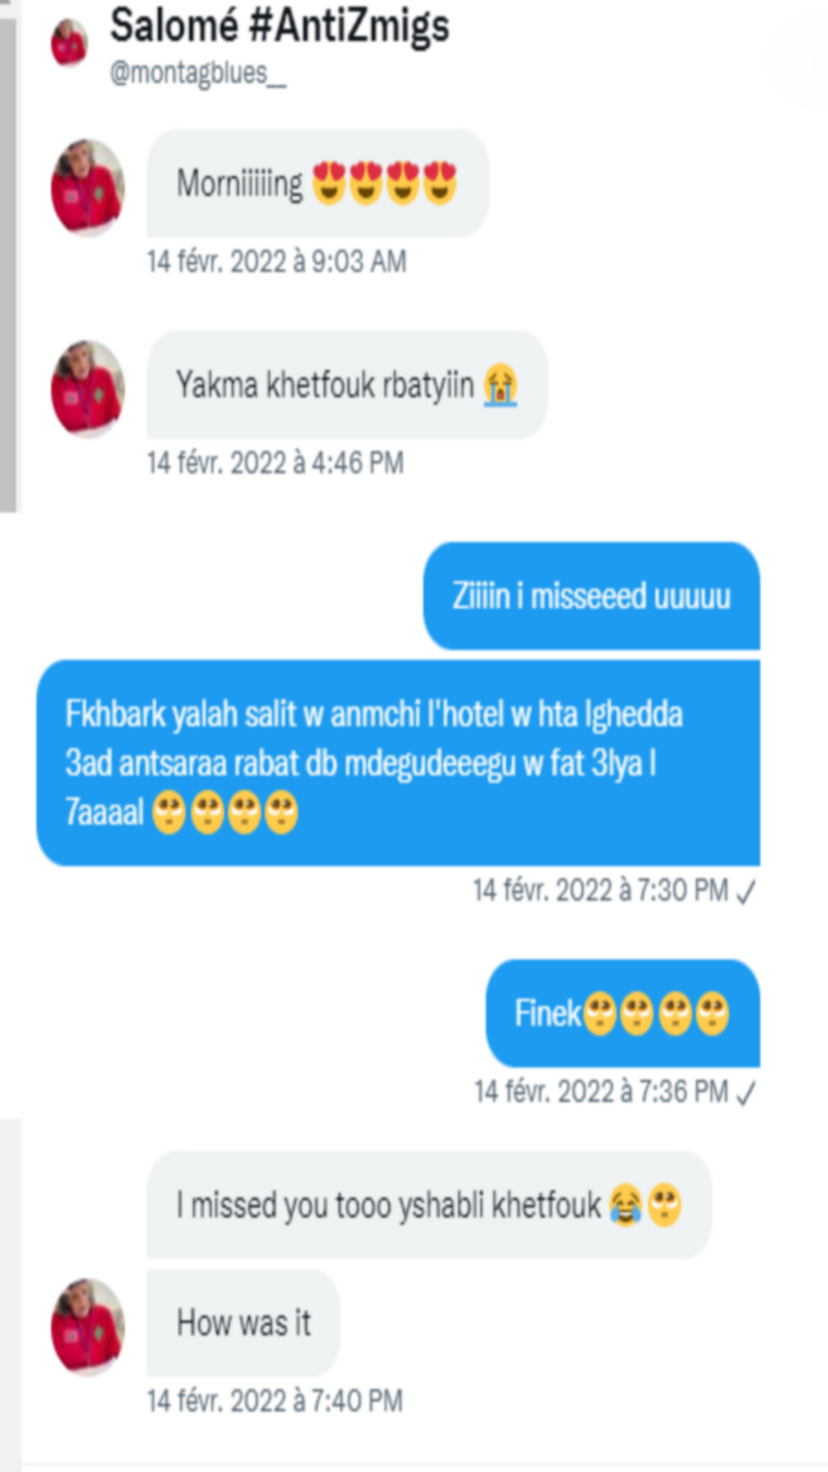 Salomé #AntiZmigs
@montagblues__
Morniiiiing 😍😍😍😍
14 févr. 2022 à 9:03 AM
Yakma khetfouk rbatyiin 😭
14 févr. 2022 à 4:46 PM
Ziiiin i misseeed uuuuu
Fkhbark yalah salit w anmchi l'hotel w hta lghedda
3ad antsaraa rabat db mdegudeeegu w fat 3lya l
7aaaal 🥺🥺🥺🥺
14 févr. 2022 à 7:30 PM ✓
Finek🥺🥺🥺🥺
14 févr. 2022 à 7:36 PM ✓
I missed you tooo yshabli khetfouk 😂🥺
How was it
14 févr. 2022 à 7:40 PM